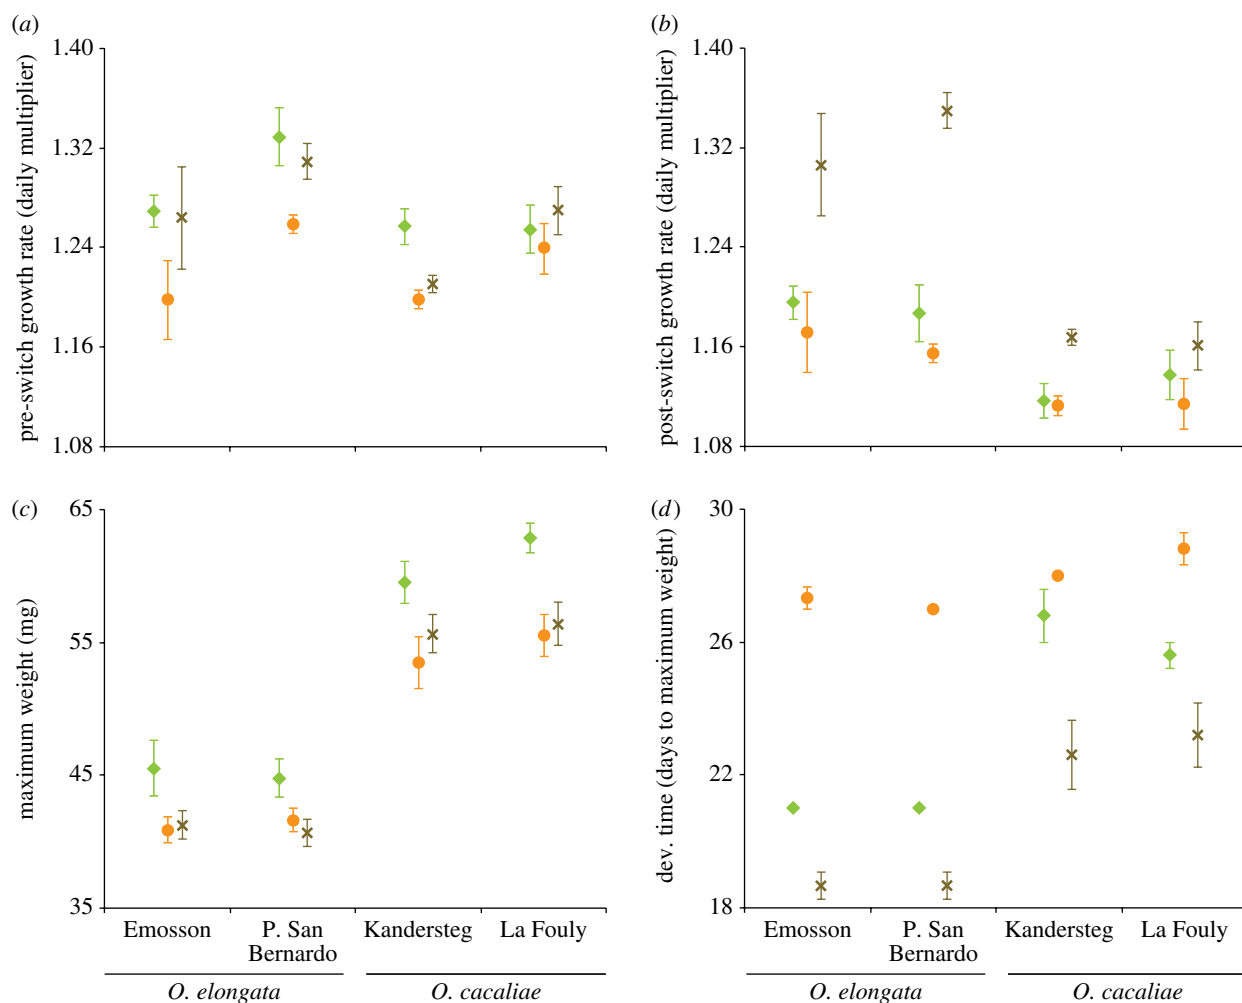 (a)
pre-switch growth rate (daily multiplier)
1.40
1.32
1.24
1.16
1.08
(b)
post-switch growth rate (daily multiplier)
1.40
1.32
1.24
1.16
1.08
(c)
maximum weight (mg)
65
55
45
35
Emosson
P. San
Bernardo
Kandersteg
La Fouly
O. elongata
O. cacaliae
(d)
dev. time (days to maximum weight)
30
26
22
18
Emosson
P. San
Bernardo
Kandersteg
La Fouly
O. elongata
O. cacaliae